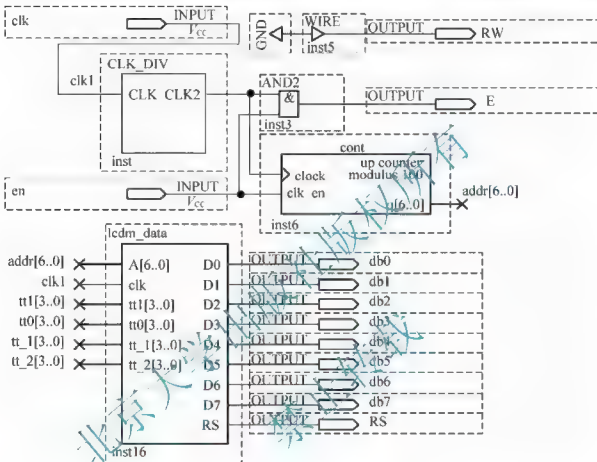 clk
INPUT
VCC
GND
WIRE
inst5
OUTPUT
RW
CLK_DIV
clk1
CLK CLK2
inst
AND2
&
inst3
OUTPUT
E
en
INPUT
VCC
cont
up counter
modulus 160
clock
clk en
q[6..0]
inst6
addr[6..0]
lcdm_data
addr[6..0]
A[6..0]
D0
OUTPUT
db0
clk1
clk
D1
OUTPUT
db1
tt1[3..0]
tt1[3..0]
D2
OUTPUT
db2
tt0[3..0]
tt0[3..0]
D3
OUTPUT
db3
tt_1[3..0]
tt_1[3..0]
D4
OUTPUT
db4
tt_2[3..0]
tt_2[3..0]
D5
OUTPUT
db5
D6
OUTPUT
db6
D7
OUTPUT
db7
RS
OUTPUT
RS
inst16